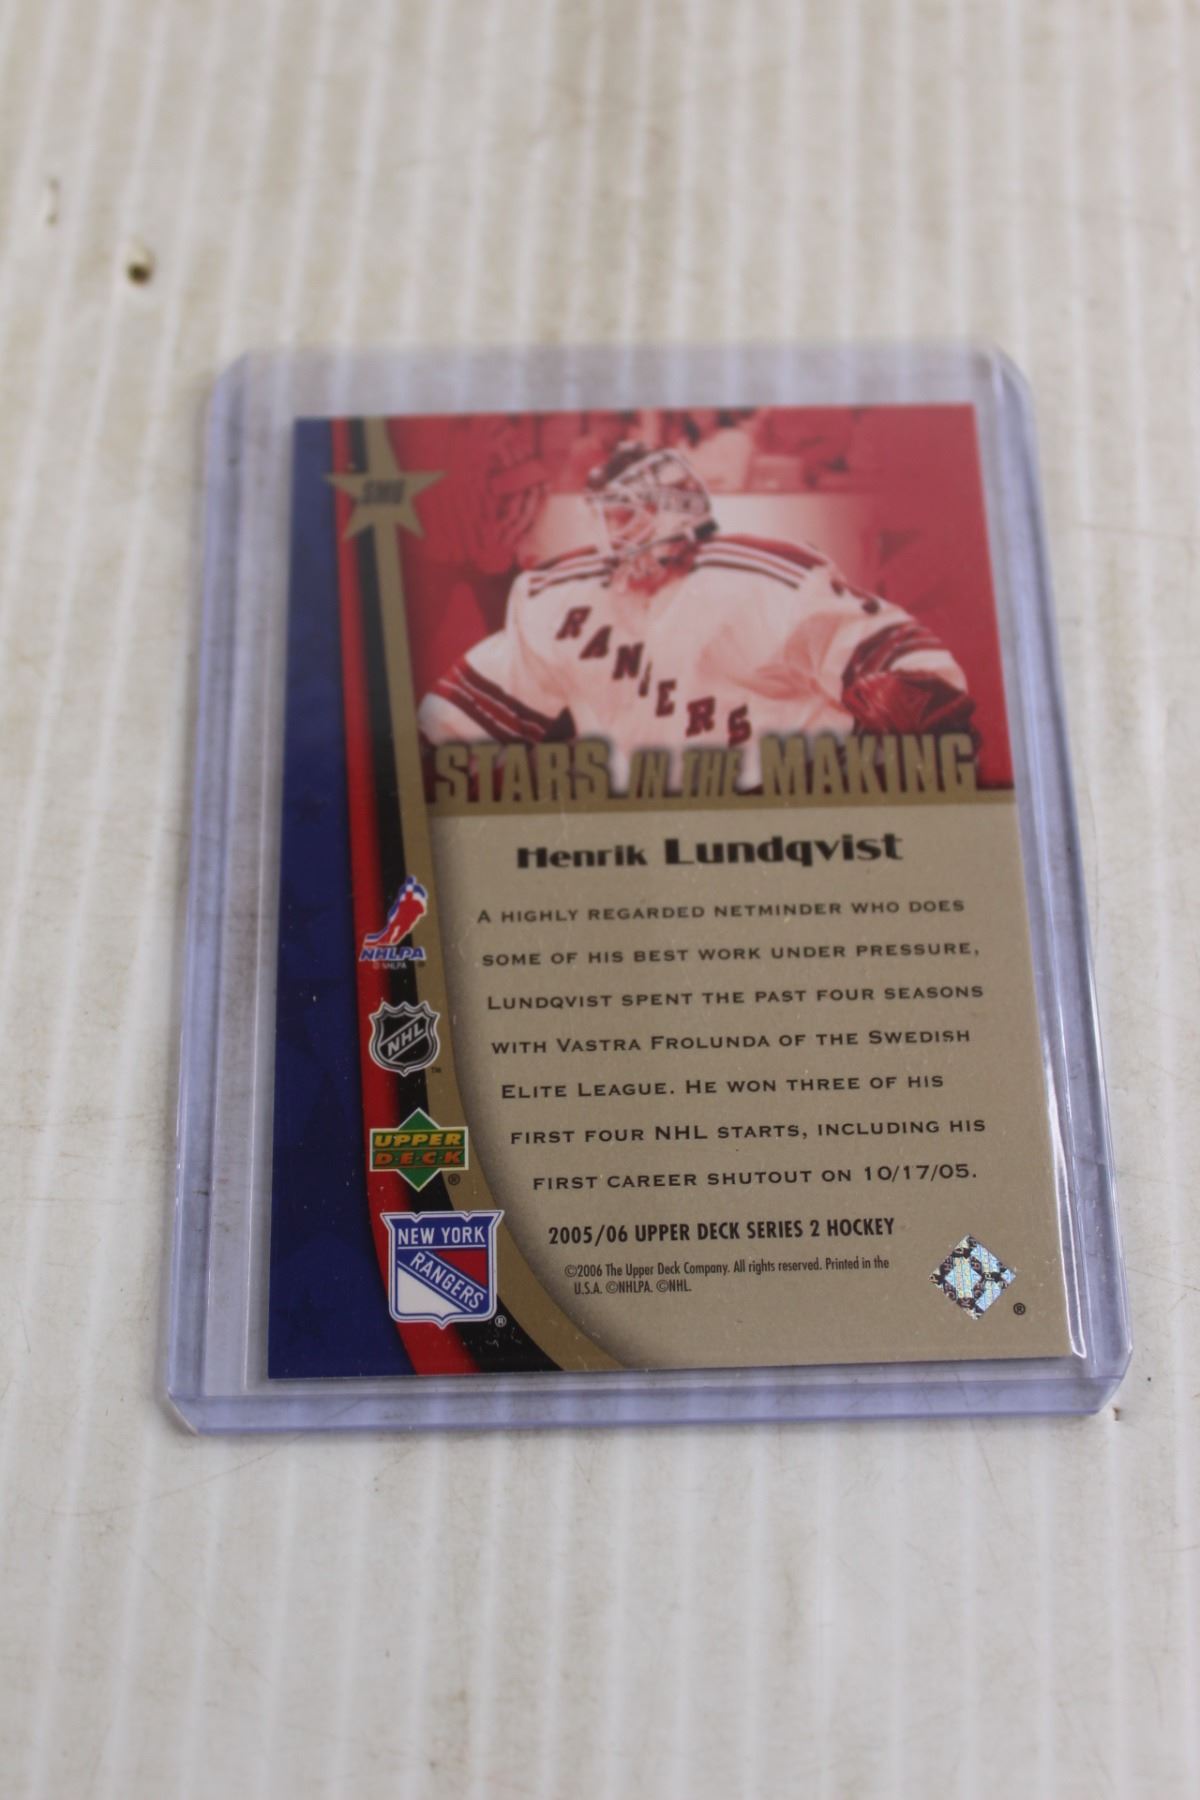 RANGERS
STARS IN THE MAKING
Henrik Lundqvist
A HIGHLY REGARDED NETMINDER WHO DOES
SOME OF HIS BEST WORK UNDER PRESSURE,
LUNDQVIST SPENT THE PAST FOUR SEASONS
WITH VASTRA FROLUNDA OF THE SWEDISH
ELITE LEAGUE. HE WON THREE OF HIS
FIRST FOUR NHL STARTS, INCLUDING HIS
FIRST CAREER SHUTOUT ON 10/17/05.
NHLPA
© NHLPA
NHL
™
UPPER
DECK
®
NEW YORK
RANGERS
®
2005/06 UPPER DECK SERIES 2 HOCKEY
©2006 The Upper Deck Company. All rights reserved. Printed in the
U.S.A. ©NHLPA. ©NHL.
®